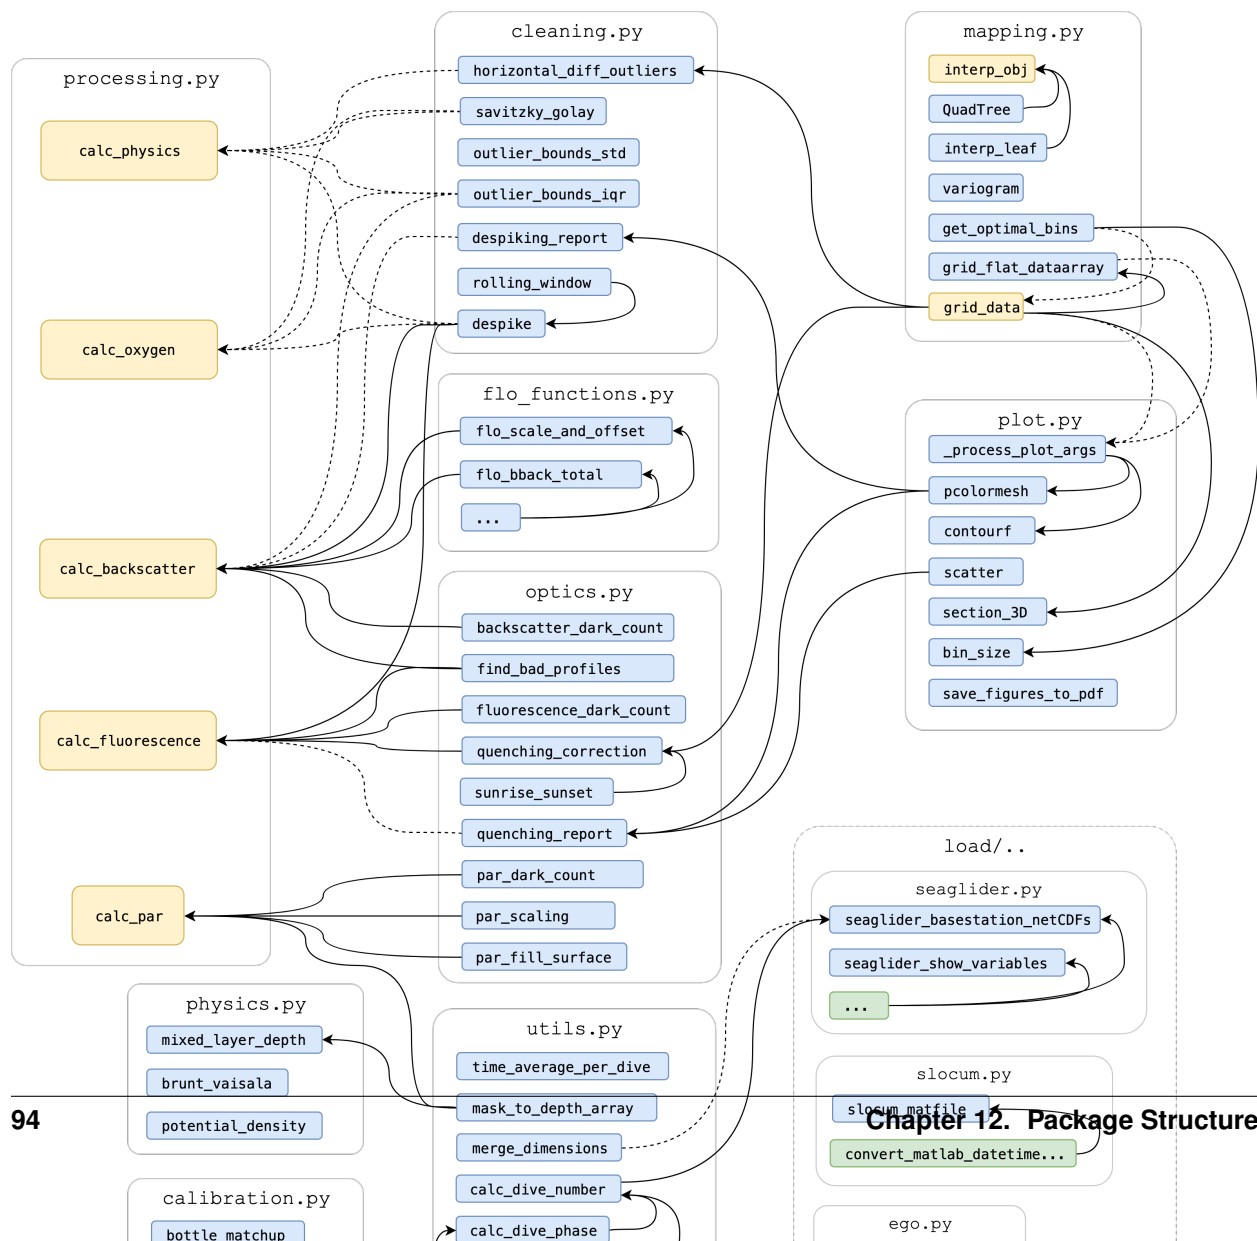 processing.py
calc_physics
calc_oxygen
calc_backscatter
calc_fluorescence
calc_par
cleaning.py
horizontal_diff_outliers
savitzky_golay
outlier_bounds_std
outlier_bounds_iqr
despiking_report
rolling_window
despike
flo_functions.py
flo_scale_and_offset
flo_bback_total
...
optics.py
backscatter_dark_count
find_bad_profiles
fluorescence_dark_count
quenching_correction
sunrise_sunset
quenching_report
par_dark_count
par_scaling
par_fill_surface
mapping.py
interp_obj
QuadTree
interp_leaf
variogram
get_optimal_bins
grid_flat_dataarray
grid_data
plot.py
_process_plot_args
pcolormesh
contourf
scatter
section_3D
bin_size
save_figures_to_pdf
load/..
seaglider.py
seaglider_basestation_netCDFs
seaglider_show_variables
...
slocum.py
slocum_matfile
convert_matlab_datetime...
ego.py
physics.py
mixed_layer_depth
brunt_vaisala
potential_density
utils.py
time_average_per_dive
mask_to_depth_array
merge_dimensions
calc_dive_number
calc_dive_phase
calibration.py
bottle_matchup
94
Chapter 12. Package Structure